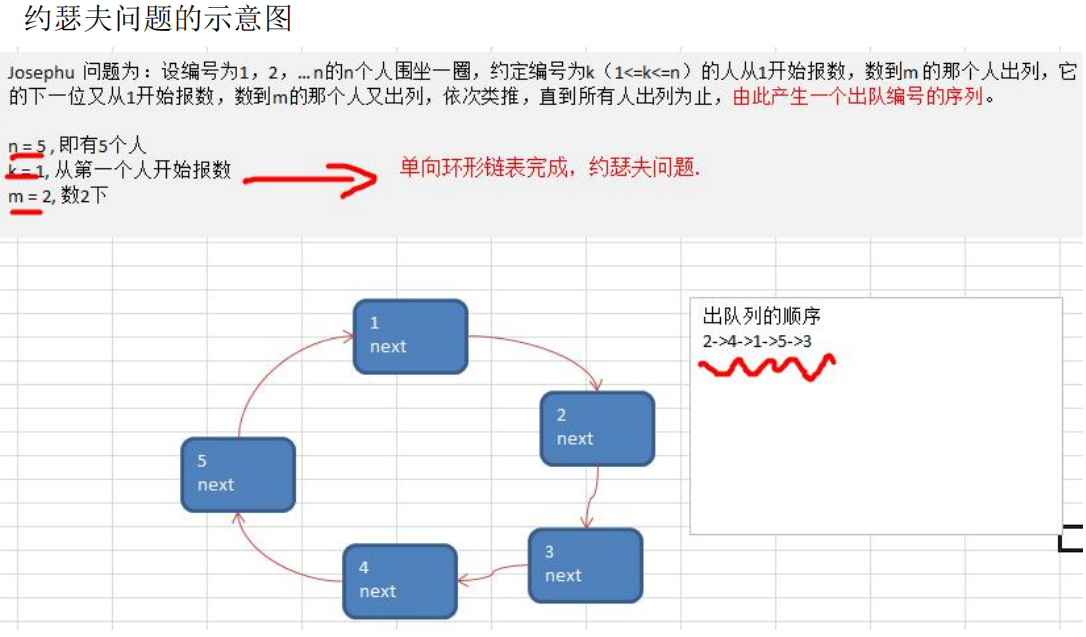 约瑟夫问题的示意图
Josephu 问题为：设编号为1，2，… n的n个人围坐一圈，约定编号为k（1<=k<=n）的人从1开始报数，数到m 的那个人出列，它
的下一位又从1开始报数，数到m的那个人又出列，依次类推，直到所有人出列为止，由此产生一个出队编号的序列。
n = 5 , 即有5个人
k = 1, 从第一个人开始报数
单向环形链表完成，约瑟夫问题.
m = 2, 数2下
1
next
2
next
3
next
4
next
5
next
出队列的顺序
2->4->1->5->3